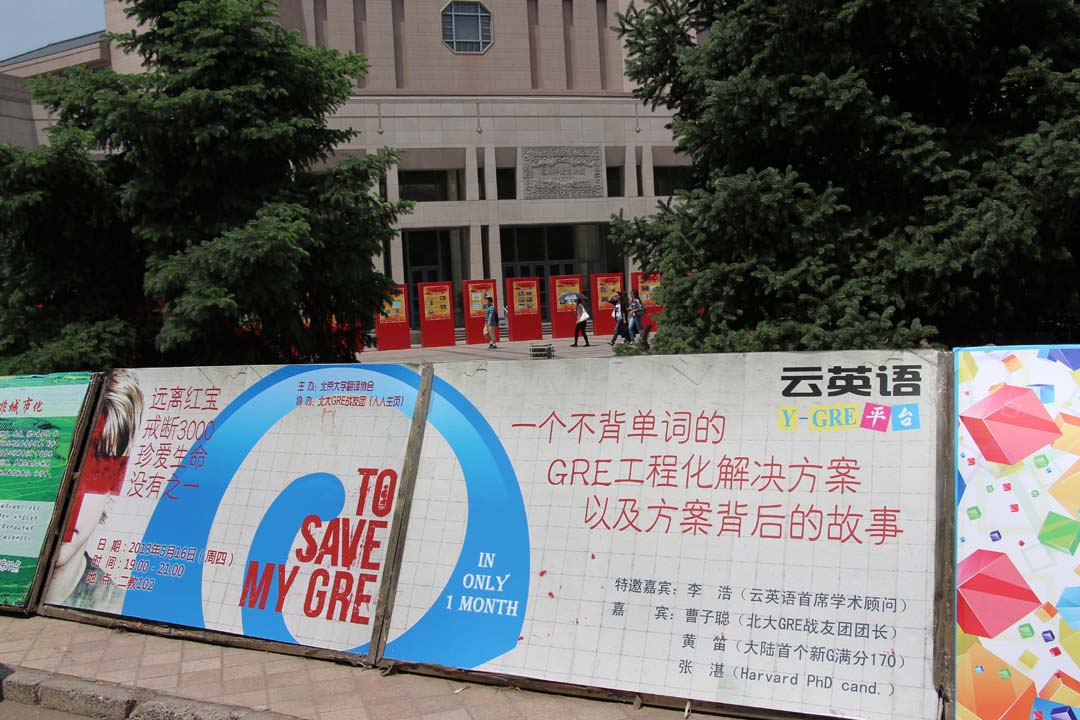 推城市化
远离红宝
戒断3000
珍爱生命
没有之一
主 办：北京大学翻译协会
协 办：北大GRE战友团（人人主页）
TO
SAVE
MY GRE
IN
ONLY
1 MONTH
日 期：2013年5月16日（周四）
时 间：19:00 - 21:00
地 点：二教102
云英语
Y-GRE平台
一个不背单词的
GRE工程化解决方案
以及方案背后的故事
特邀嘉宾：李 浩（云英语首席学术顾问）
嘉 宾：曹子聪（北大GRE战友团团长）
黄 笛（大陆首个新G满分170）
张 湛（Harvard PhD cand.）